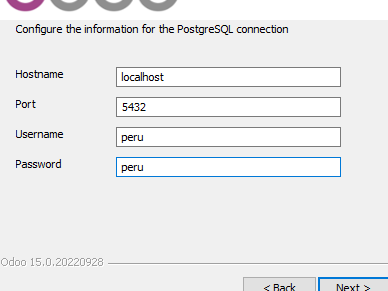 Configure the information for the PostgreSQL connection
Hostname localhost
Port 5432
Username peru
Password peru
Odoo 15.0.20220928
< Back Next >